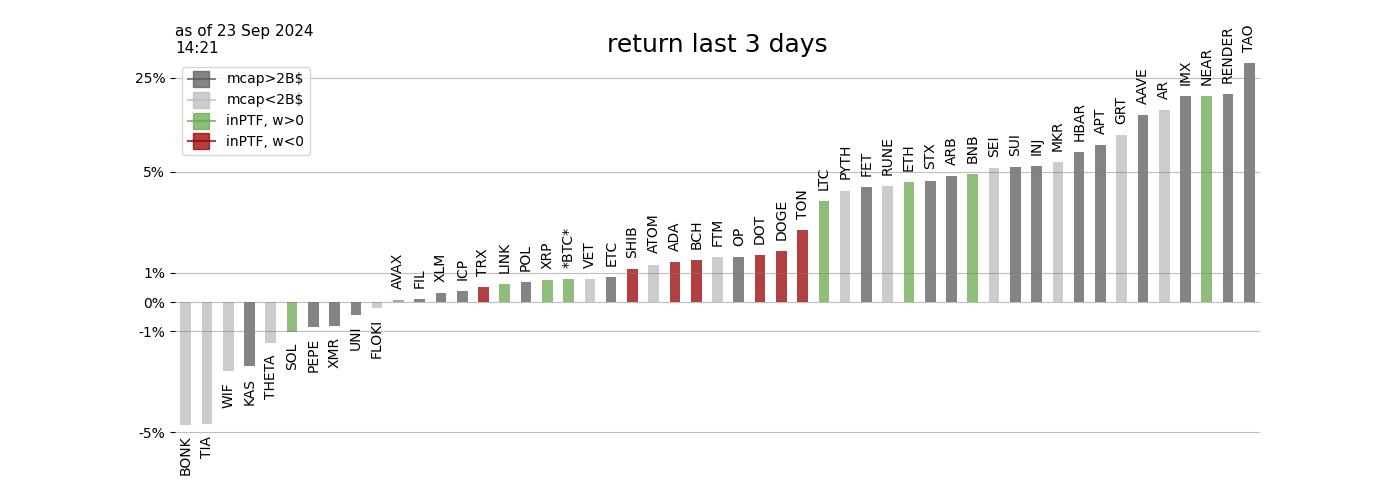 as of 23 Sep 2024
14:21
return last 3 days
mcap>2B$
mcap<2B$
inPTF, w>0
inPTF, w<0
25%
5%
1%
0%
-1%
-5%
BONK
TIA
WIF
KAS
THETA
SOL
PEPE
XMR
UNI
FLOKI
AVAX
FIL
XLM
ICP
TRX
LINK
POL
XRP
*BTC*
VET
ETC
SHIB
ATOM
ADA
BCH
FTM
OP
DOT
DOGE
TON
LTC
PYTH
FET
RUNE
ETH
STX
ARB
BNB
SEI
SUI
INJ
MKR
HBAR
APT
GRT
AAVE
AR
IMX
NEAR
RENDER
TAO